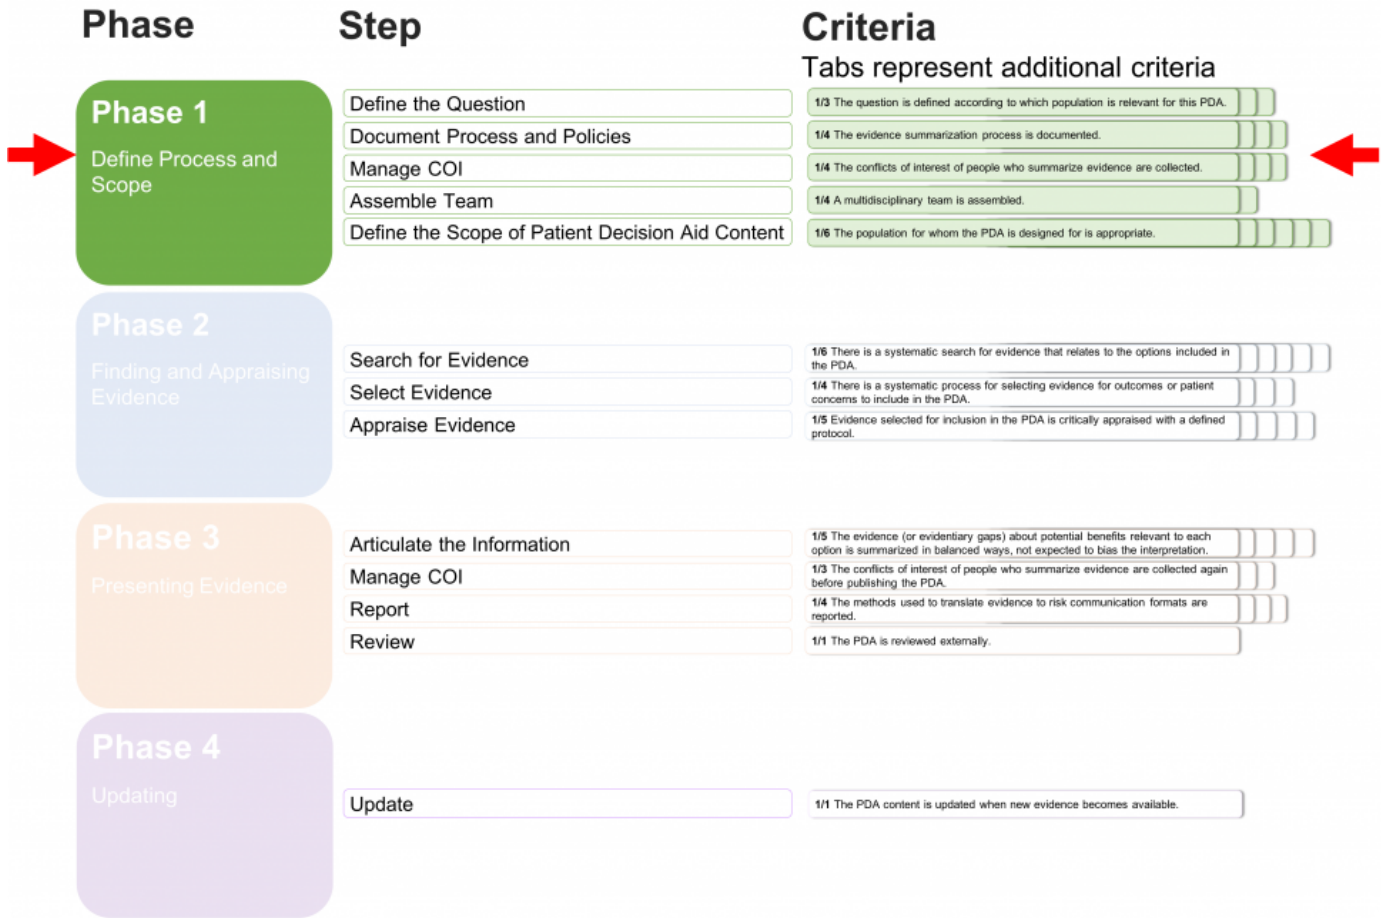 Phase
Step
Criteria
Tabs represent additional criteria
Phase 1
Define Process and
Scope
Define the Question
1/3 The question is defined according to which population is relevant for this PDA.
Document Process and Policies
1/4 The evidence summarization process is documented.
Manage COI
1/4 The conflicts of interest of people who summarize evidence are collected.
Assemble Team
1/4 A multidisciplinary team is assembled.
Define the Scope of Patient Decision Aid Content
1/6 The population for whom the PDA is designed for is appropriate.
Phase 2
Finding and Appraising
Evidence
Search for Evidence
1/6 There is a systematic search for evidence that relates to the options included in
the PDA.
Select Evidence
1/4 There is a systematic process for selecting evidence for outcomes or patient
concerns to include in the PDA.
Appraise Evidence
1/5 Evidence selected for inclusion in the PDA is critically appraised with a defined
protocol.
Phase 3
Presenting Evidence
Articulate the Information
1/5 The evidence (or evidentiary gaps) about potential benefits relevant to each
option is summarized in balanced ways, not expected to bias the interpretation.
Manage COI
1/3 The conflicts of interest of people who summarize evidence are collected again
before publishing the PDA.
Report
1/4 The methods used to translate evidence to risk communication formats are
reported.
Review
1/1 The PDA is reviewed externally.
Phase 4
Updating
Update
1/1 The PDA content is updated when new evidence becomes available.